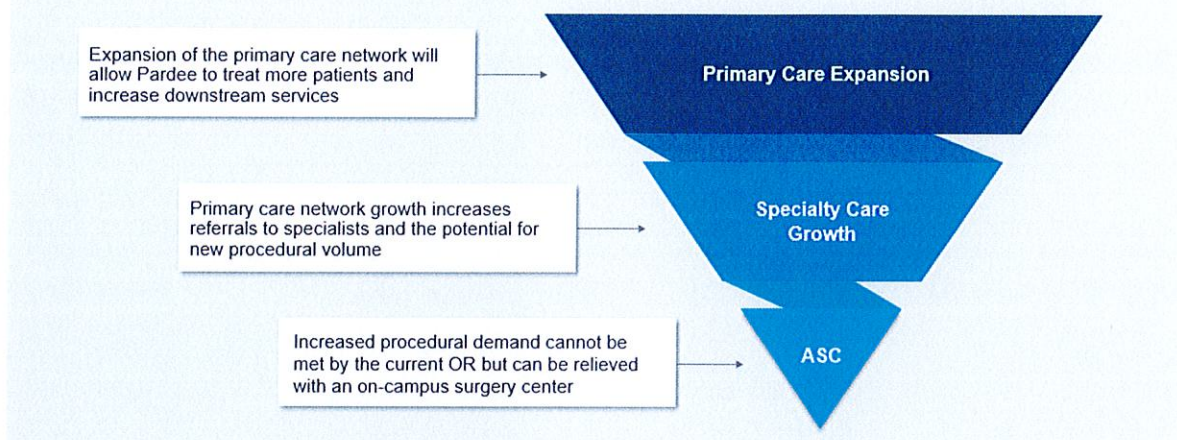 Expansion of the primary care network will
allow Pardee to treat more patients and
increase downstream services
Primary Care Expansion
Primary care network growth increases
referrals to specialists and the potential for
new procedural volume
Specialty Care
Growth
Increased procedural demand cannot be
met by the current OR but can be relieved
with an on-campus surgery center
ASC